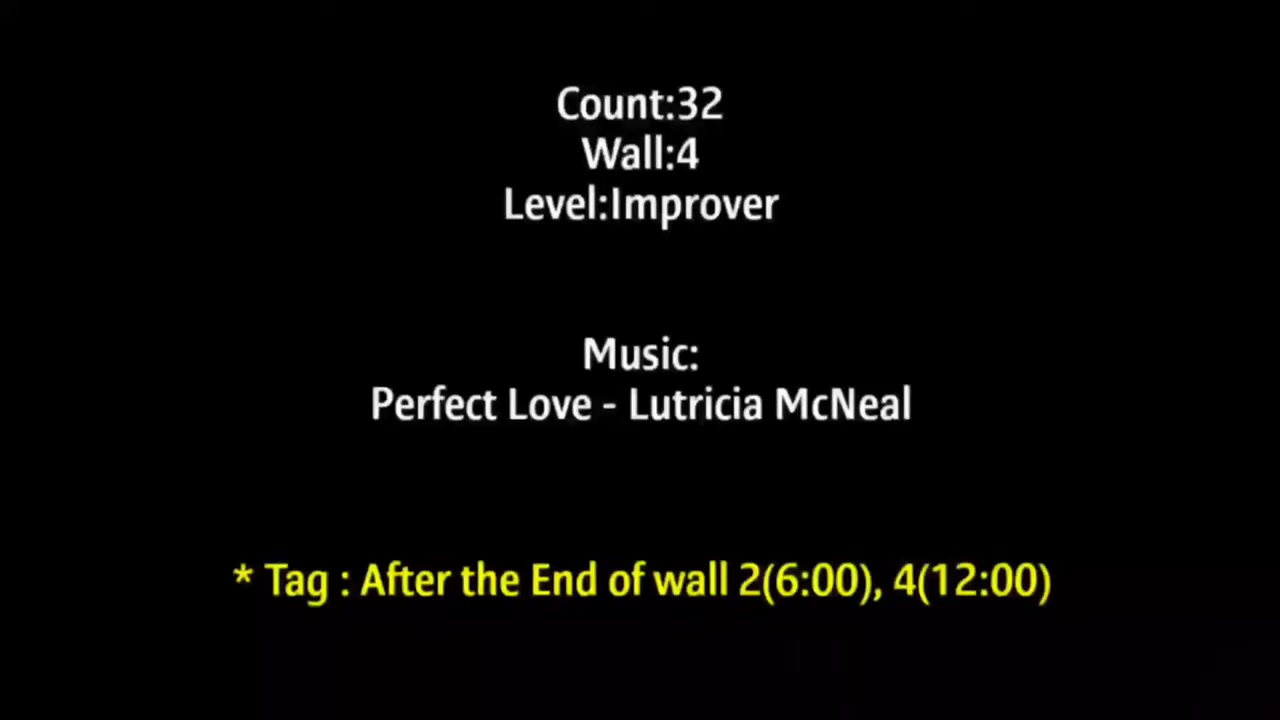 Count:32
Wall:4
Level:Improver
Music:
Perfect Love - Lutricia McNeal
* Tag : After the End of wall 2(6:00), 4(12:00)